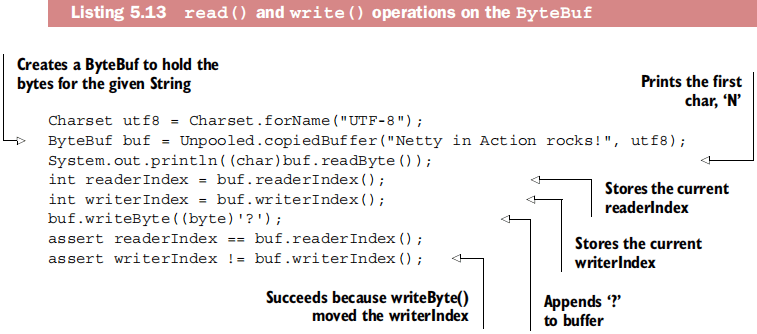 Listing 5.13 read() and write() operations on the ByteBuf
Creates a ByteBuf to hold the
bytes for the given String
Prints the first
char, ‘N’
Charset utf8 = Charset.forName("UTF-8");
ByteBuf buf = Unpooled.copiedBuffer("Netty in Action rocks!", utf8);
System.out.println((char)buf.readByte());
int readerIndex = buf.readerIndex();
int writerIndex = buf.writerIndex();
buf.writeByte((byte)'?');
assert readerIndex == buf.readerIndex();
assert writerIndex != buf.writerIndex();
Stores the current
readerIndex
Stores the current
writerIndex
Succeeds because writeByte()
moved the writerIndex
Appends ‘?’
to buffer